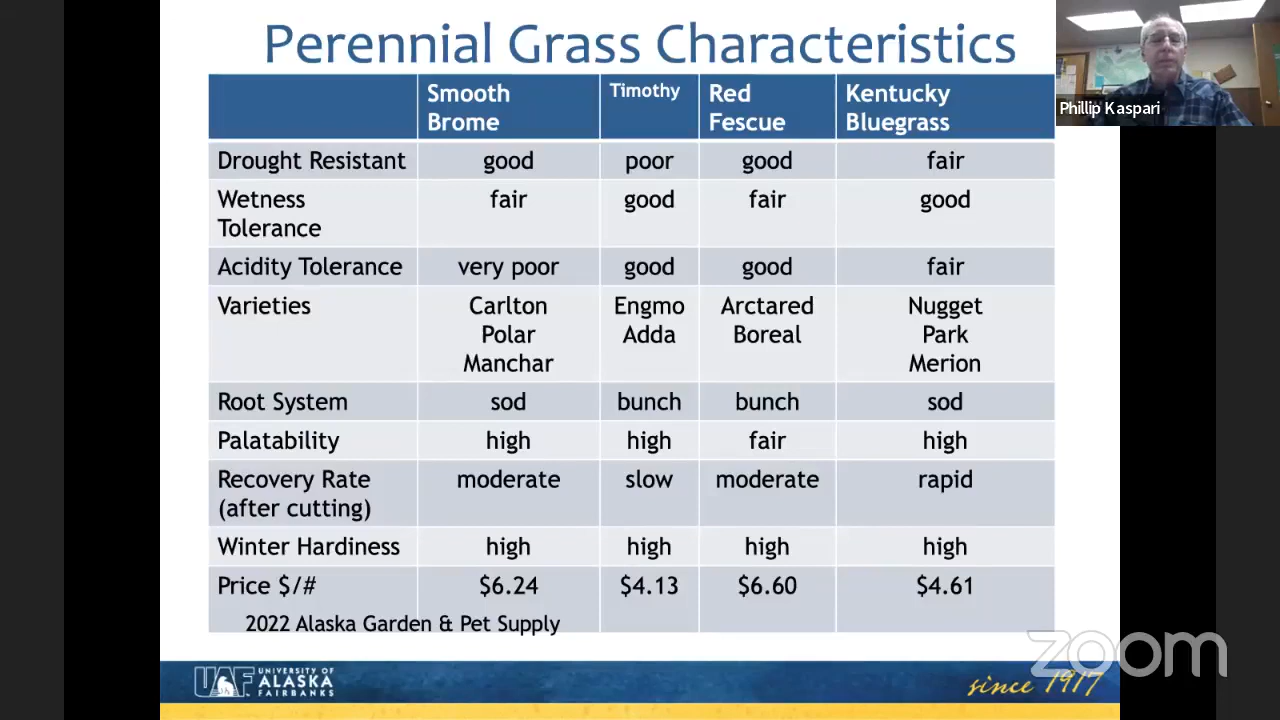 Perennial Grass Characteristics
Phillip Kaspari
Smooth Brome Timothy Red Fescue Kentucky Bluegrass
Drought Resistant good poor good fair
Wetness Tolerance fair good fair good
Acidity Tolerance very poor good good fair
Varieties Carlton Engmo Arctared Nugget
Polar Adda Boreal Park
Manchar Merion
Root System sod bunch bunch sod
Palatability high high fair high
Recovery Rate (after cutting) moderate slow moderate rapid
Winter Hardiness high high high high
Price $/# $6.24 $4.13 $6.60 $4.61
2022 Alaska Garden & Pet Supply
zoom
UAF UNIVERSITY OF
ALASKA
FAIRBANKS
since 1917